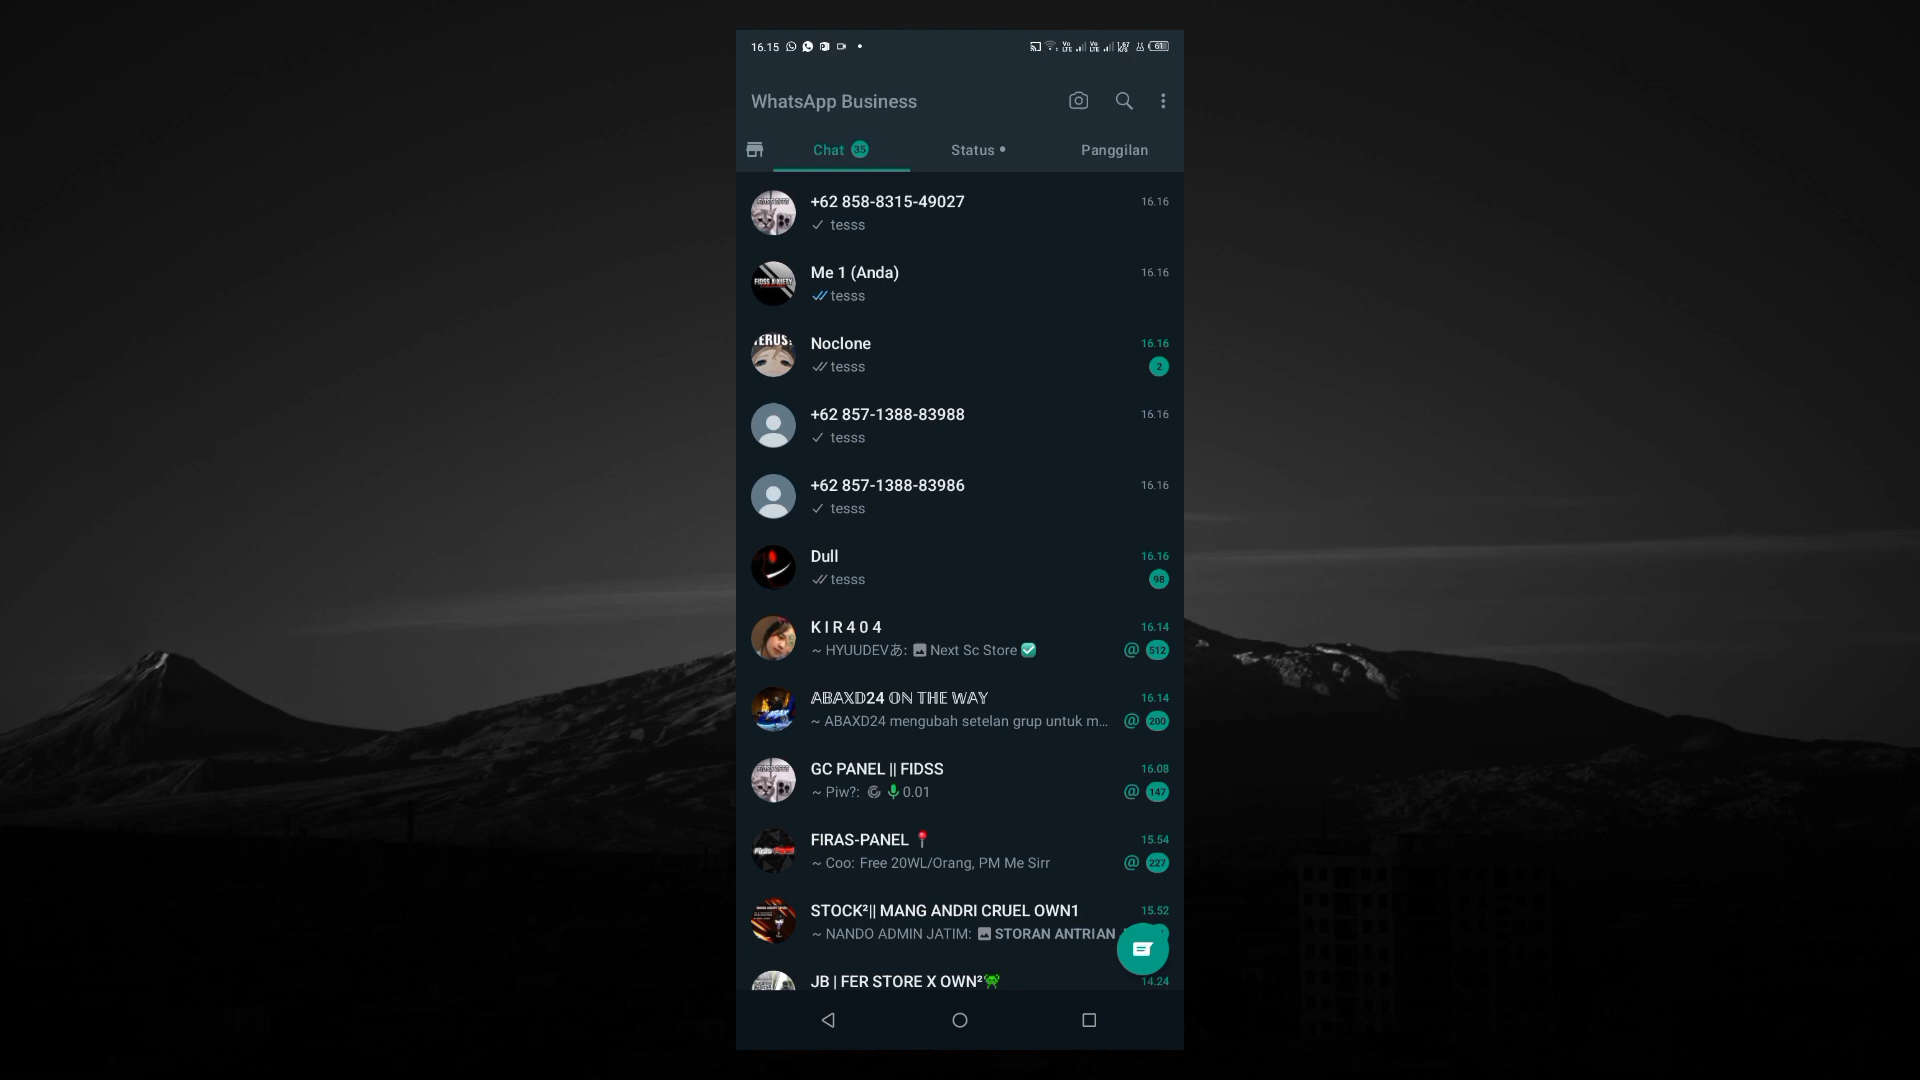 16.15
61
WhatsApp Business
Chat 35
Status
Panggilan
+62 858-8315-49027 16.16
tesss
Me 1 (Anda) 16.16
tesss
Noclone 16.16
tesss 2
+62 857-1388-83988 16.16
tesss
+62 857-1388-83986 16.16
tesss
Dull 16.16
tesss 98
K I R 4 0 4 16.14
~ HYUUDEVあ: Next Sc Store ✅ @ 512
𝔸𝔹𝔸𝕏𝔻24 𝕆ℕ 𝕋ℍ𝔼 𝕎𝔸𝕐 16.14
~ ABAXD24 mengubah setelan grup untuk m... @ 200
GC PANEL || FIDSS 16.08
~ Piw?: 0.01 @ 147
FIRAS-PANEL 📍 15.54
~ Coo: Free 20WL/Orang, PM Me Sirr @ 227
STOCK²|| MANG ANDRI CRUEL OWN1 15.52
~ NANDO ADMIN JATIM: STORAN ANTRIAN
JB | FER STORE X OWN²👾 14.24